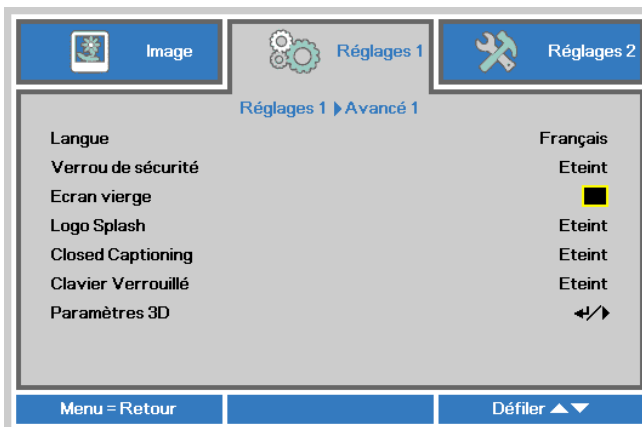 Image
Réglages 1
Réglages 2
Réglages 1 ▶ Avancé 1
Langue Français
Verrou de sécurité Eteint
Ecran vierge
Logo Splash Eteint
Closed Captioning Eteint
Clavier Verrouillé Eteint
Paramètres 3D ↵/▶
Menu = Retour
Défiler ▲▼